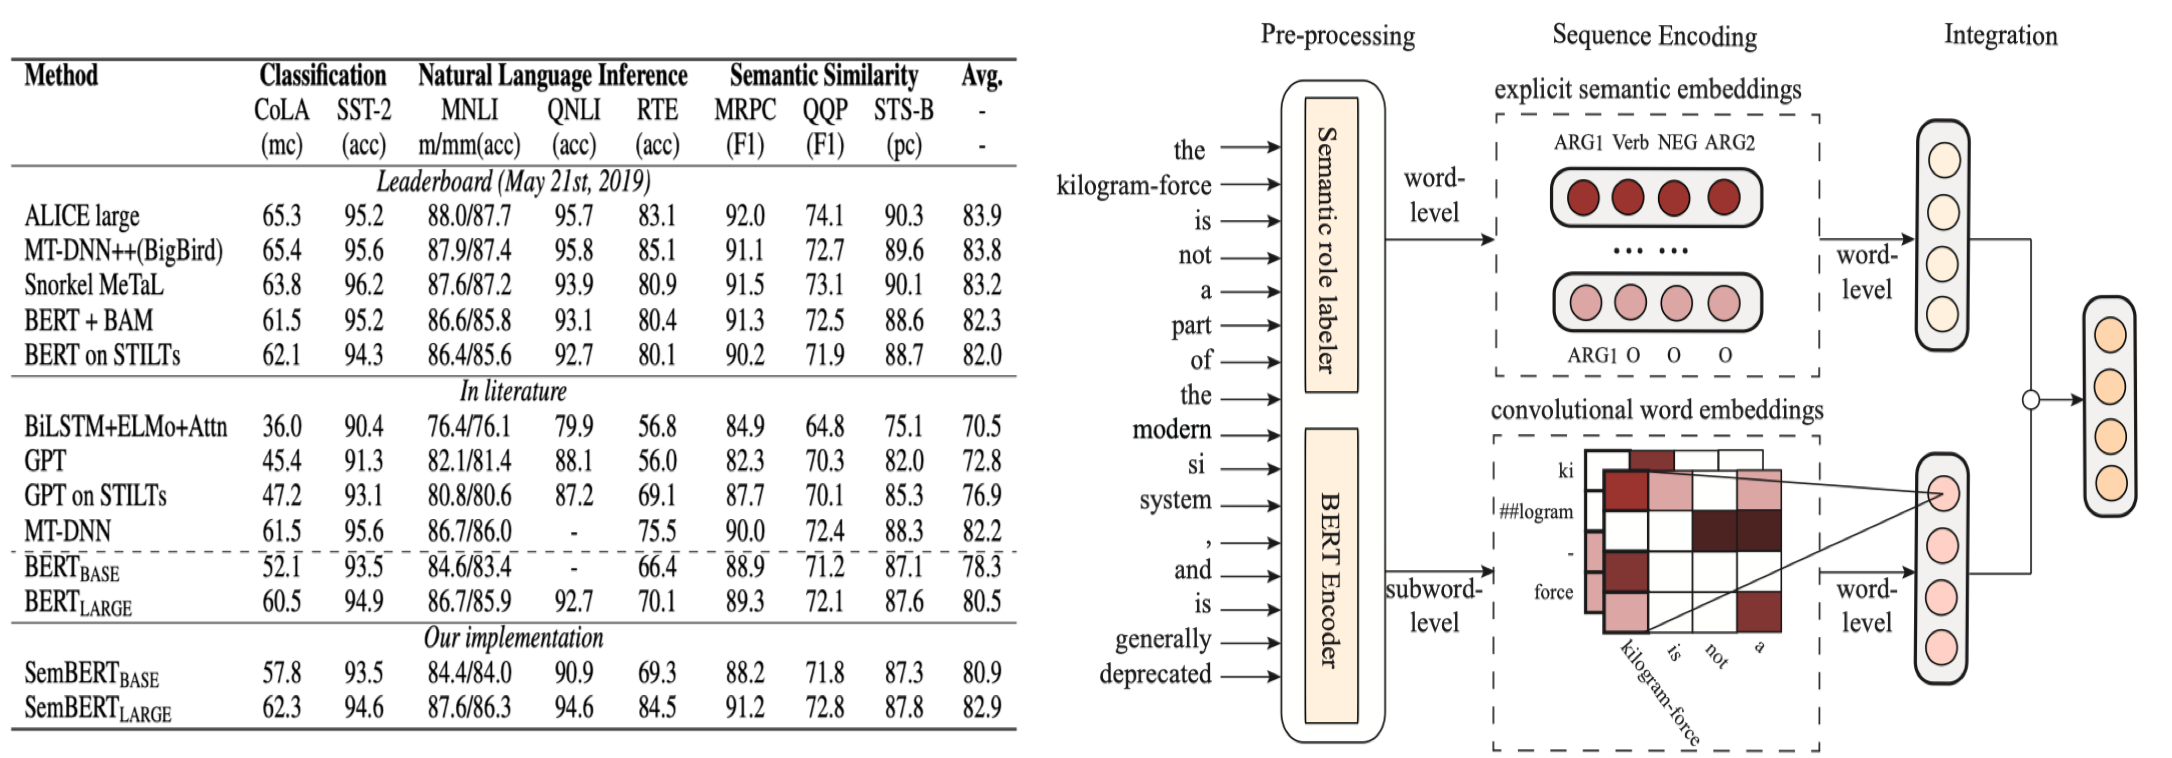 Method Classification Natural Language Inference Semantic Similarity Avg.
CoLA SST-2 MNLI QNLI RTE MRPC QQP STS-B -
(mc) (acc) m/mm(acc) (acc) (acc) (F1) (F1) (pc) -
Leaderboard (May 21st, 2019)
ALICE large 65.3 95.2 88.0/87.7 95.7 83.1 92.0 74.1 90.3 83.9
MT-DNN++(BigBird) 65.4 95.6 87.9/87.4 95.8 85.1 91.1 72.7 89.6 83.8
Snorkel MeTaL 63.8 96.2 87.6/87.2 93.9 80.9 91.5 73.1 90.1 83.2
BERT + BAM 61.5 95.2 86.6/85.8 93.1 80.4 91.3 72.5 88.6 82.3
BERT on STILTs 62.1 94.3 86.4/85.6 92.7 80.1 90.2 71.9 88.7 82.0
In literature
BiLSTM+ELMo+Attn 36.0 90.4 76.4/76.1 79.9 56.8 84.9 64.8 75.1 70.5
GPT 45.4 91.3 82.1/81.4 88.1 56.0 82.3 70.3 82.0 72.8
GPT on STILTs 47.2 93.1 80.8/80.6 87.2 69.1 87.7 70.1 85.3 76.9
MT-DNN 61.5 95.6 86.7/86.0 - 75.5 90.0 72.4 88.3 82.2
BERTBASE 52.1 93.5 84.6/83.4 - 66.4 88.9 71.2 87.1 78.3
BERTLARGE 60.5 94.9 86.7/85.9 92.7 70.1 89.3 72.1 87.6 80.5
Our implementation
SemBERTBASE 57.8 93.5 84.4/84.0 90.9 69.3 88.2 71.8 87.3 80.9
SemBERTLARGE 62.3 94.6 87.6/86.3 94.6 84.5 91.2 72.8 87.8 82.9
Pre-processing
the
kilogram-force
is
not
a
part
of
the
modern
si
system
,
and
is
generally
deprecated
Semantic role labeler
BERT Encoder
word-
level
subword-
level
Sequence Encoding
explicit semantic embeddings
ARG1 Verb NEG ARG2
... ...
ARG1 O O O
convolutional word embeddings
ki
##logram
-
force
kilogram-force
is
not
a
word-
level
word-
level
Integration